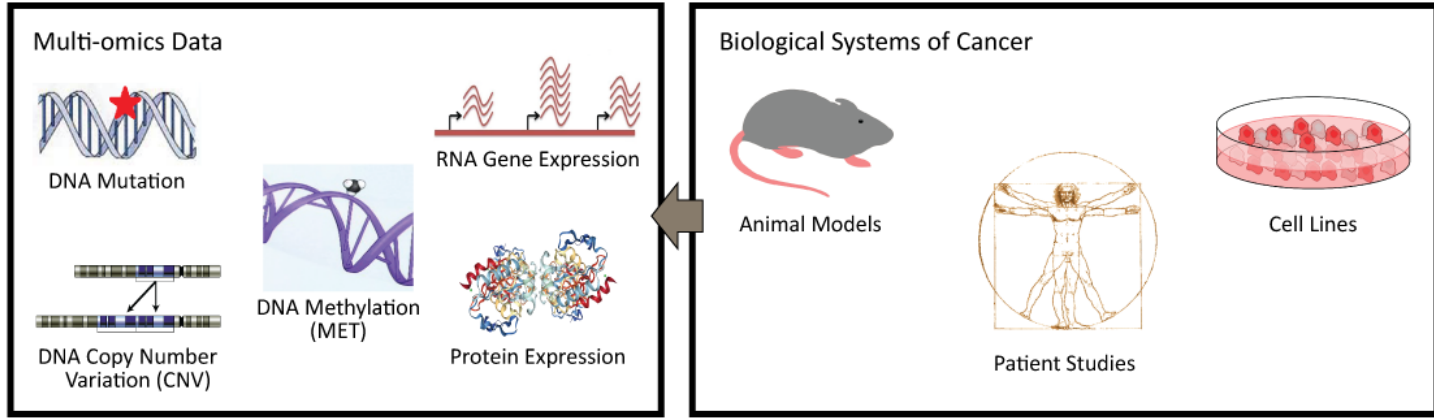 Multi-omics Data
DNA Mutation
RNA Gene Expression
DNA Methylation
(MET)
DNA Copy Number
Variation (CNV)
Protein Expression
Biological Systems of Cancer
Animal Models
Patient Studies
Cell Lines